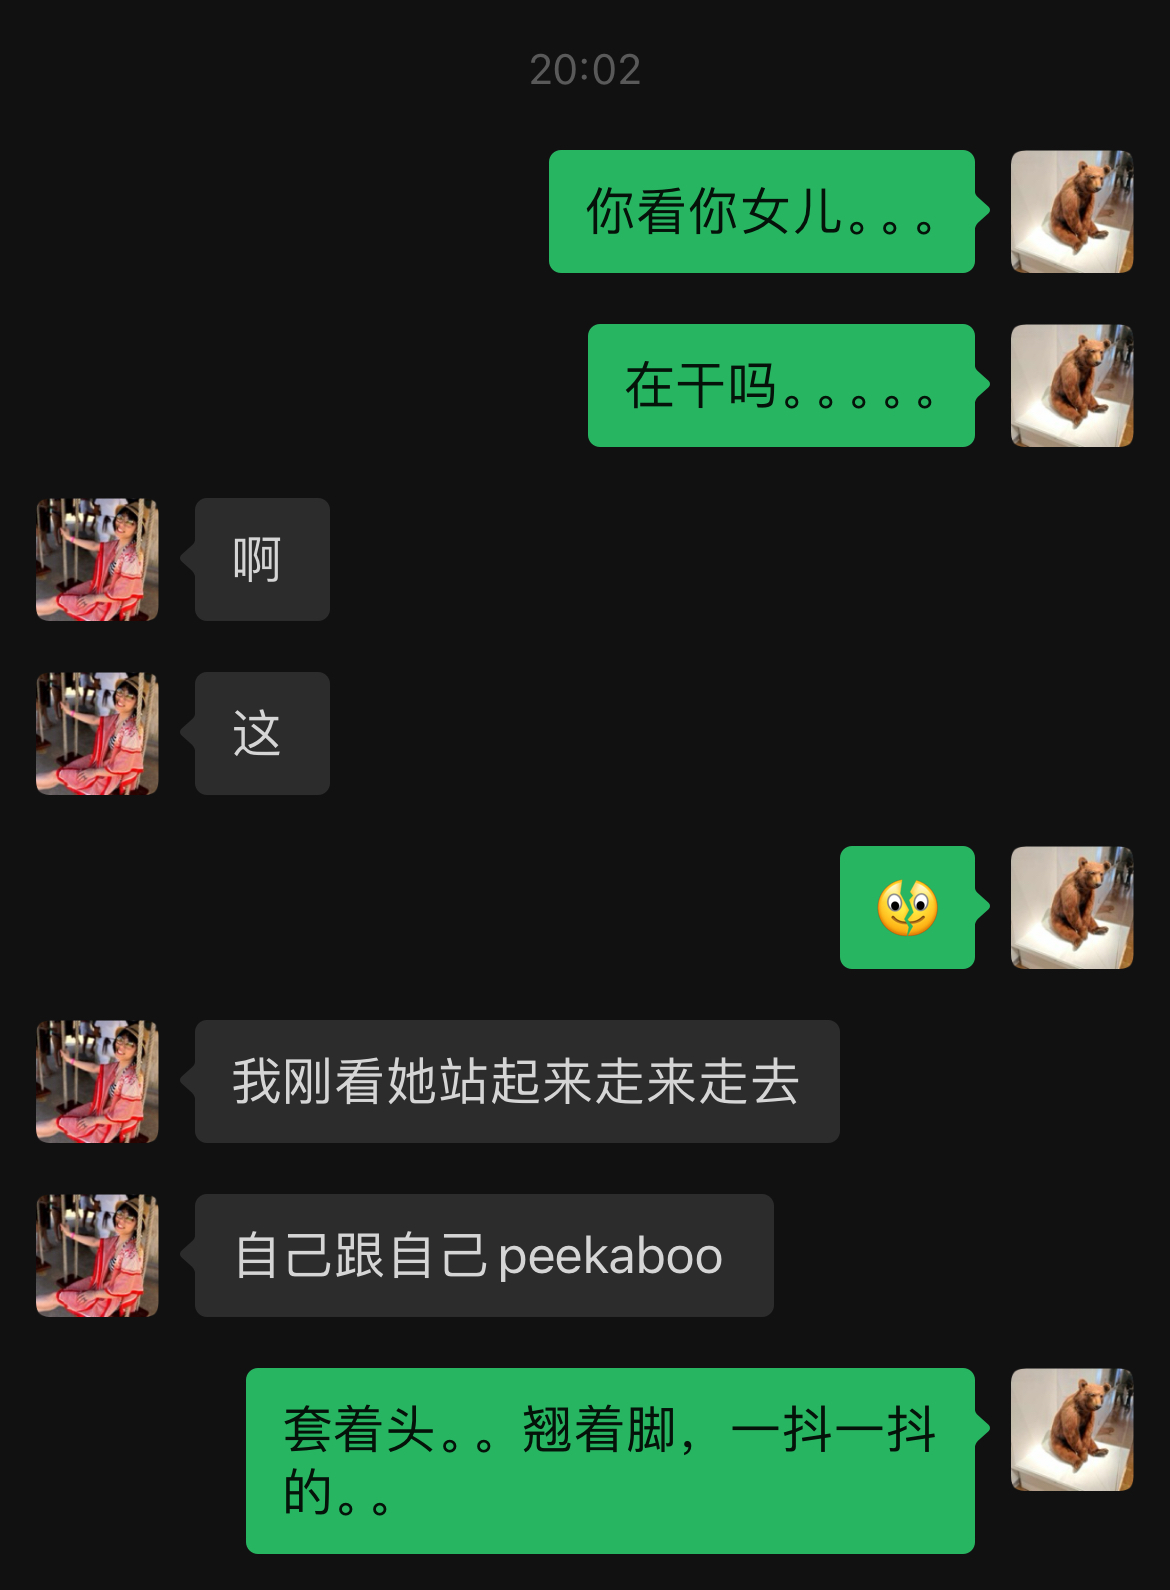 20:02
你看你女儿。。。
在干吗。。。。。
啊
这
我刚看她站起来走来走去
自己跟自己peekaboo
套着头。。翘着脚，一抖一抖
的。。